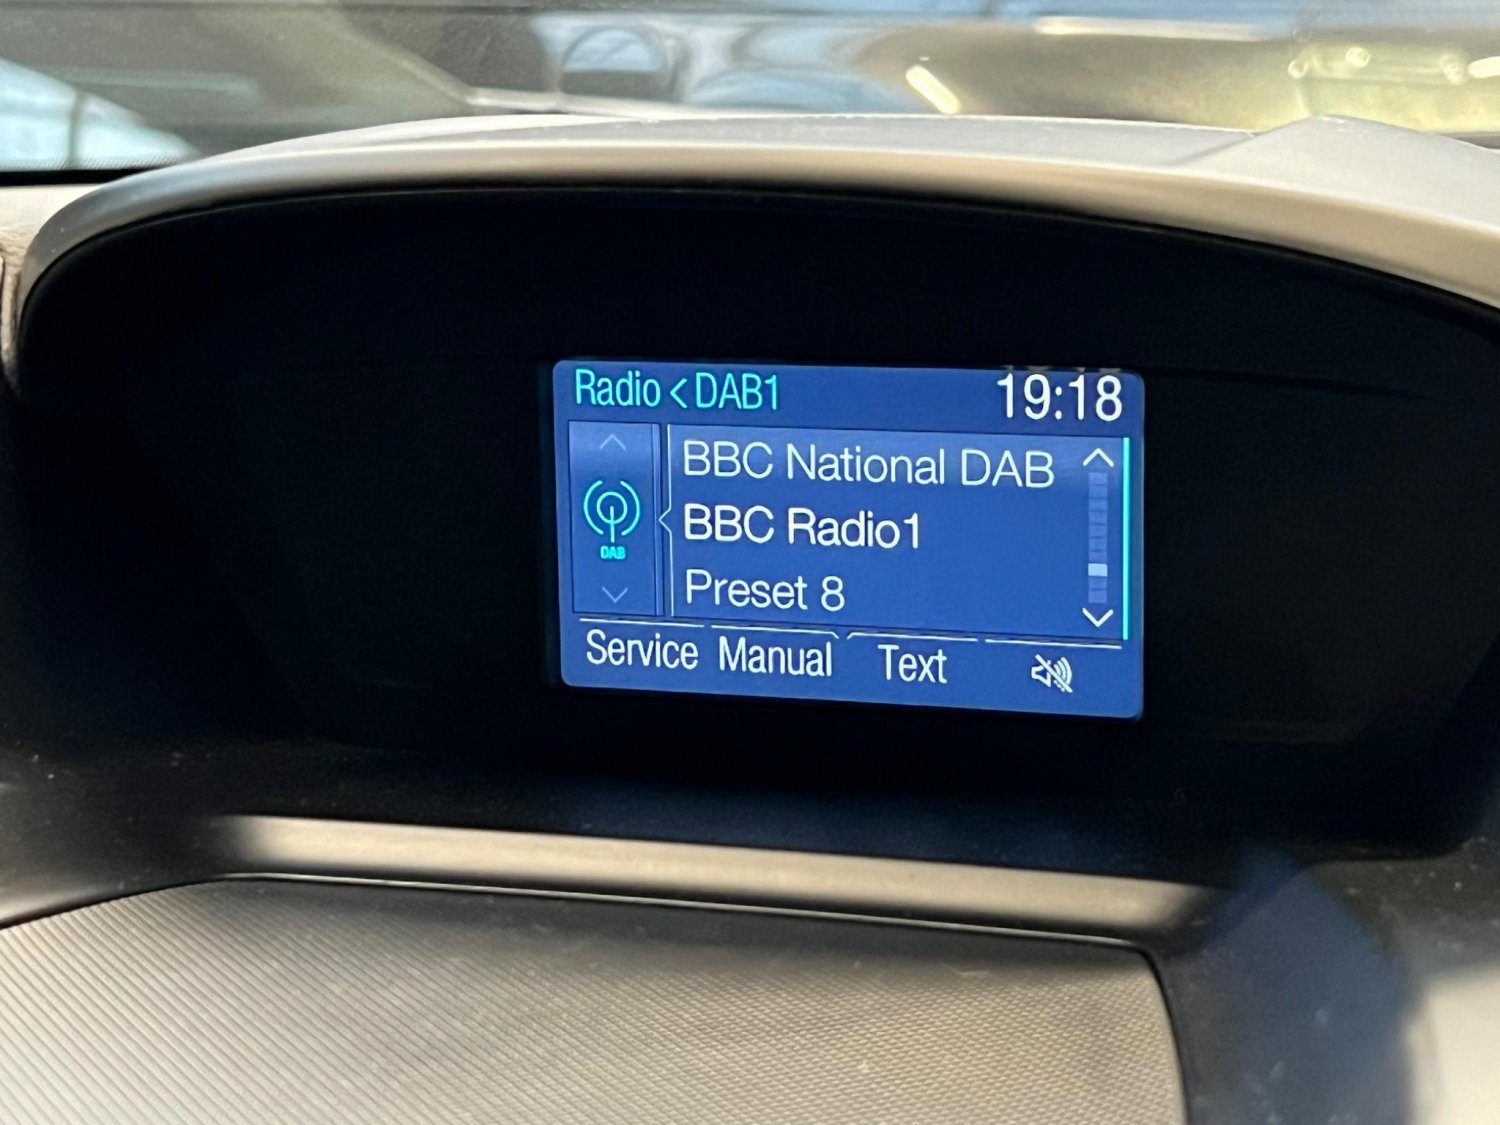 Radio < DAB1 19:18
BBC National DAB
BBC Radio1
DAB
Preset 8
Service Manual Text